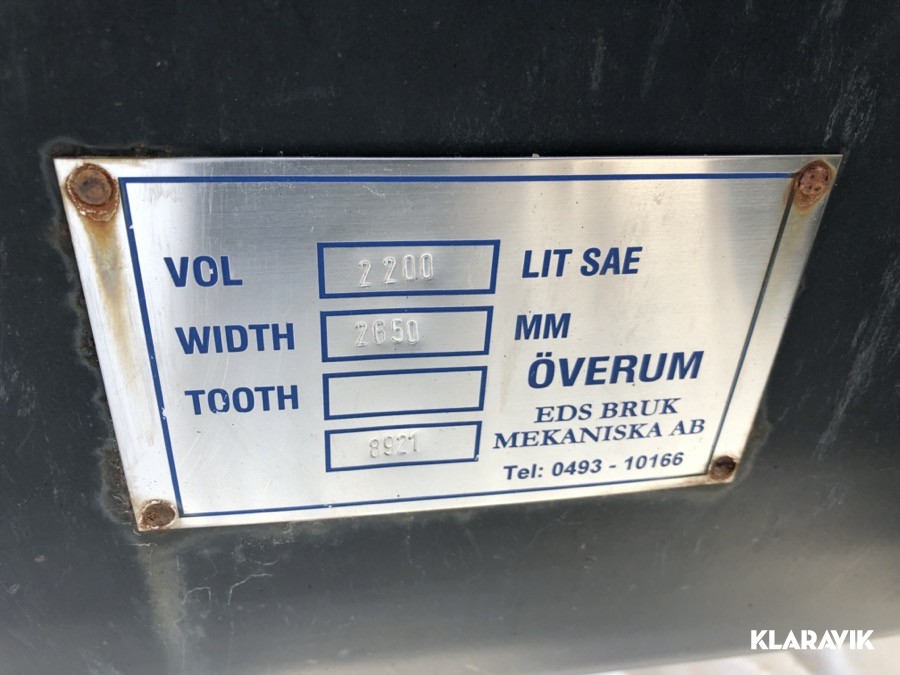 VOL 2200 LIT SAE
WIDTH 2650 MM
TOOTH
ÖVERUM
EDS BRUK
MEKANISKA AB
8921
Tel: 0493 - 10166
KLARAVIK